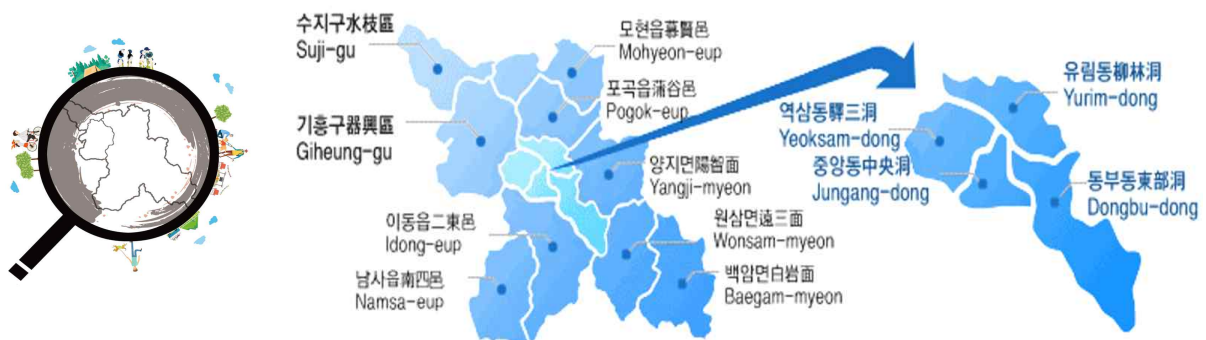 수지구水枝區
Suji-gu
기흥구器興區
Giheung-gu
모현읍慕賢邑
Mohyeon-eup
포곡읍蒲谷邑
Pogok-eup
양지면陽智面
Yangji-myeon
이동읍二東邑
Idong-eup
원삼면遠三面
Wonsam-myeon
남사읍南四邑
Namsa-eup
백암면白岩面
Baegam-myeon
유림동柳林洞
Yurim-dong
역삼동驛三洞
Yeoksam-dong
중앙동中央洞
Jungang-dong
동부동東部洞
Dongbu-dong